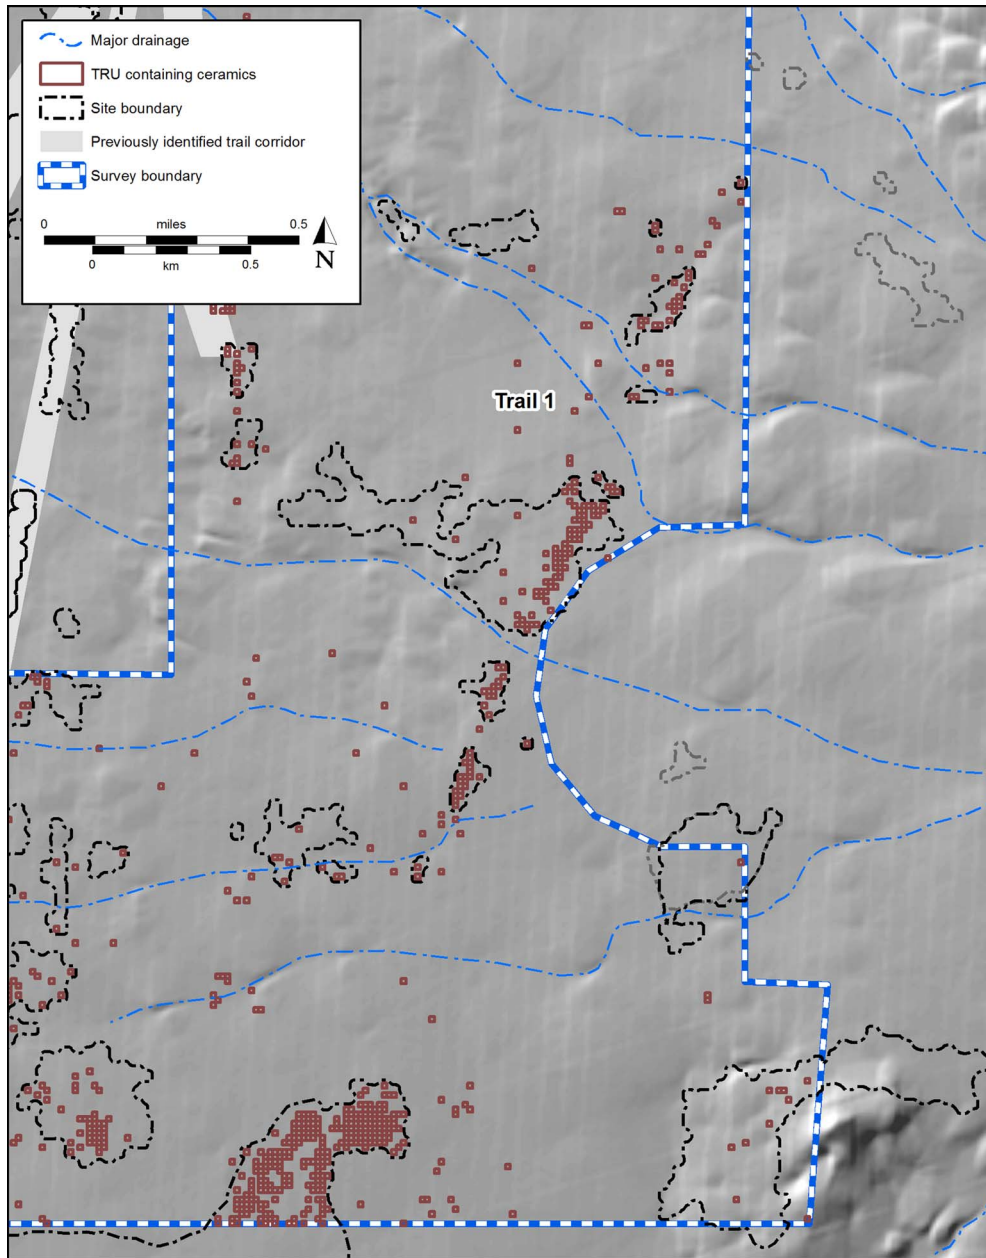 Major drainage
TRU containing ceramics
Site boundary
Previously identified trail corridor
Survey boundary
0 miles 0.5
0 km 0.5
N
Trail 1